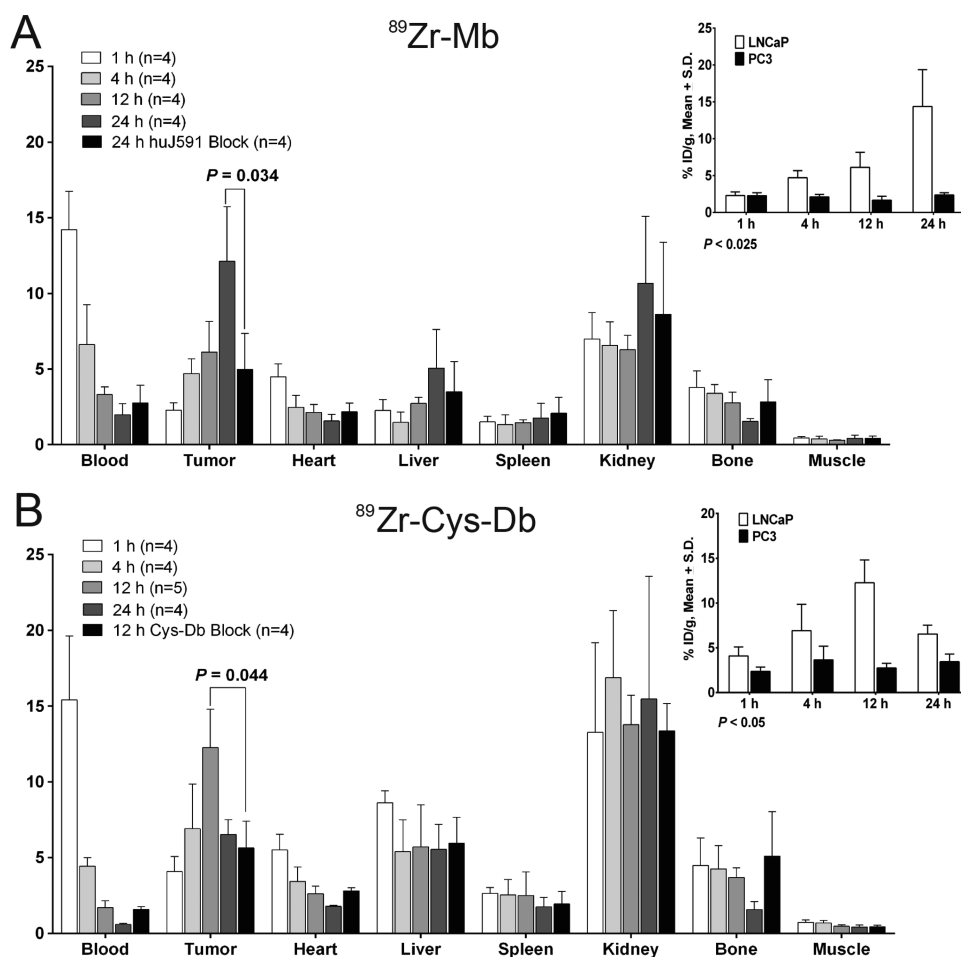 A
⁸⁹Zr-Mb
1 h (n=4)
4 h (n=4)
12 h (n=4)
24 h (n=4)
24 h huJ591 Block (n=4)
25
20
15
10
5
0
P = 0.034
Blood Tumor Heart Liver Spleen Kidney Bone Muscle
% ID/g, Mean + S.D.
25
20
15
10
5
0
LNCaP
PC3
1 h 4 h 12 h 24 h
P < 0.025
B
⁸⁹Zr-Cys-Db
1 h (n=4)
4 h (n=4)
12 h (n=5)
24 h (n=4)
12 h Cys-Db Block (n=4)
25
20
15
10
5
0
P = 0.044
Blood Tumor Heart Liver Spleen Kidney Bone Muscle
% ID/g, Mean + S.D.
20
15
10
5
0
LNCaP
PC3
1 h 4 h 12 h 24 h
P < 0.05